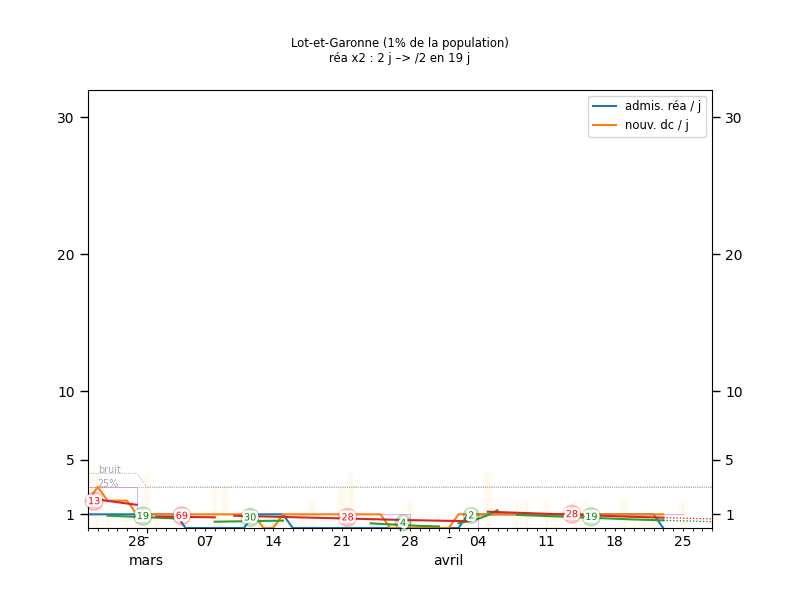 Lot-et-Garonne (1% de la population)
réa x2 : 2 j –> /2 en 19 j
admis. réa / j
nouv. dc / j
30 30
20 20
10 10
5 5
1 1
bruit
25%
13 19 69 30 28 4 2 28 19
28 07 14 21 28 04 11 18 25
mars avril